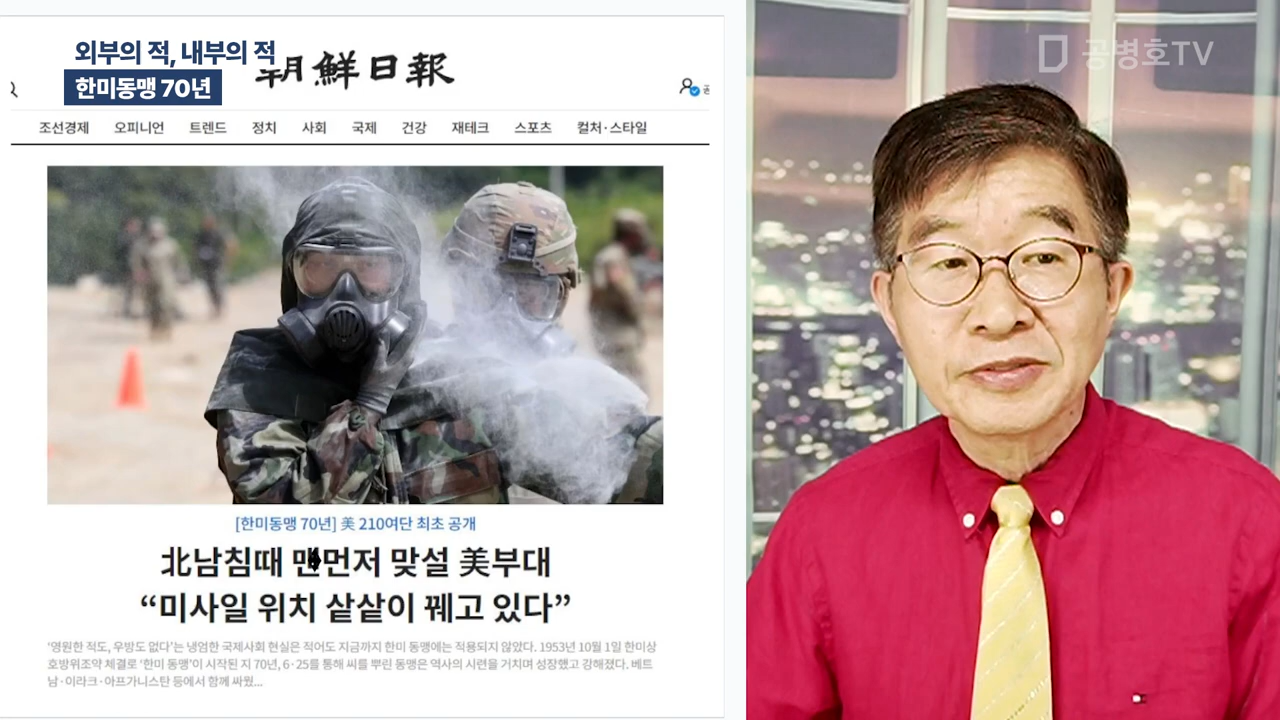 외부의 적, 내부의 적
한미동맹 70년
朝鮮日報
공병호TV
조선경제 오피니언 트렌드 정치 사회 국제 건강 재테크 스포츠 컬처·스타일
[한미동맹 70년] 美 210여단 최초 공개
北남침때 맨먼저 맞설 美부대
“미사일 위치 샅샅이 꿰고 있다”
‘영원한 적도, 우방도 없다’는 냉엄한 국제사회 현실은 적어도 지금까지 한미 동맹에는 적용되지 않았다. 1953년 10월 1일 한미상
호방위조약 체결로 ‘한미 동맹’이 시작된 지 70년, 6·25를 통해 씨를 뿌린 동맹은 역사의 시련을 거치며 성장했고 강해졌다. 베트
남·이라크·아프가니스탄 등에서 함께 싸웠...